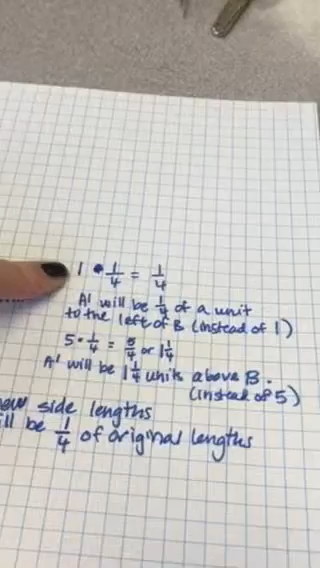 1 • 1/4 = 1/4
A' will be 1/4 of a unit
to the left of B (instead of 1)
5 • 1/4 = 5/4 or 1 1/4
A' will be 1 1/4 units above B.
(instead of 5)
side lengths
be 1/4 of original lengths